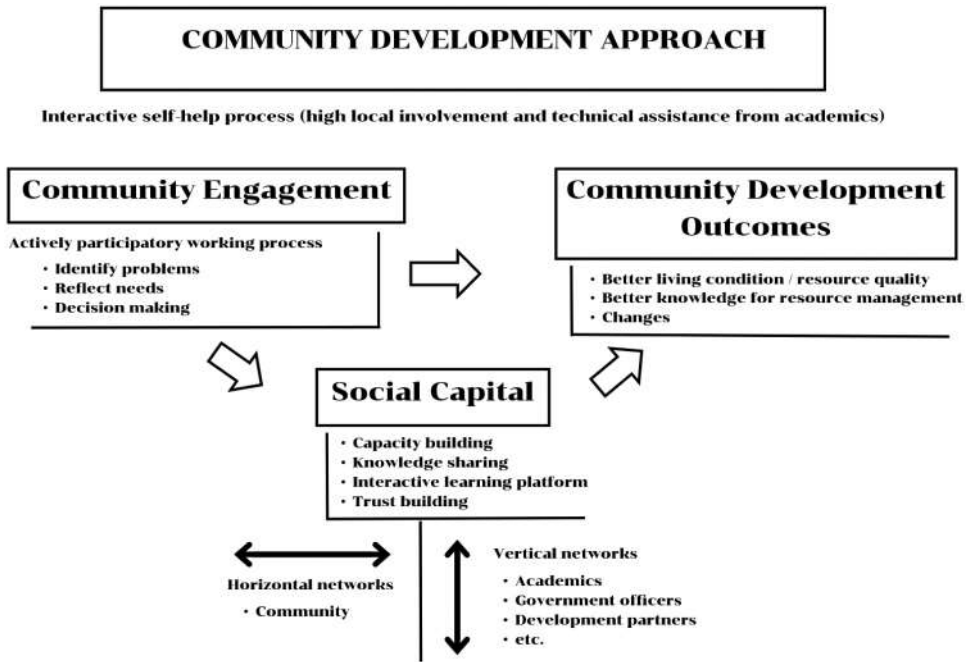 COMMUNITY DEVELOPMENT APPROACH
Interactive self-help process (high local involvement and technical assistance from academics)
Community Engagement
Actively participatory working process
• Identify problems
• Reflect needs
• Decision making
Community Development
Outcomes
• Better living condition / resource quality
• Better knowledge for resource management
• Changes
Social Capital
• Capacity building
• Knowledge sharing
• Interactive learning platform
• Trust building
Horizontal networks
• Community
Vertical networks
• Academics
• Government officers
• Development partners
• etc.